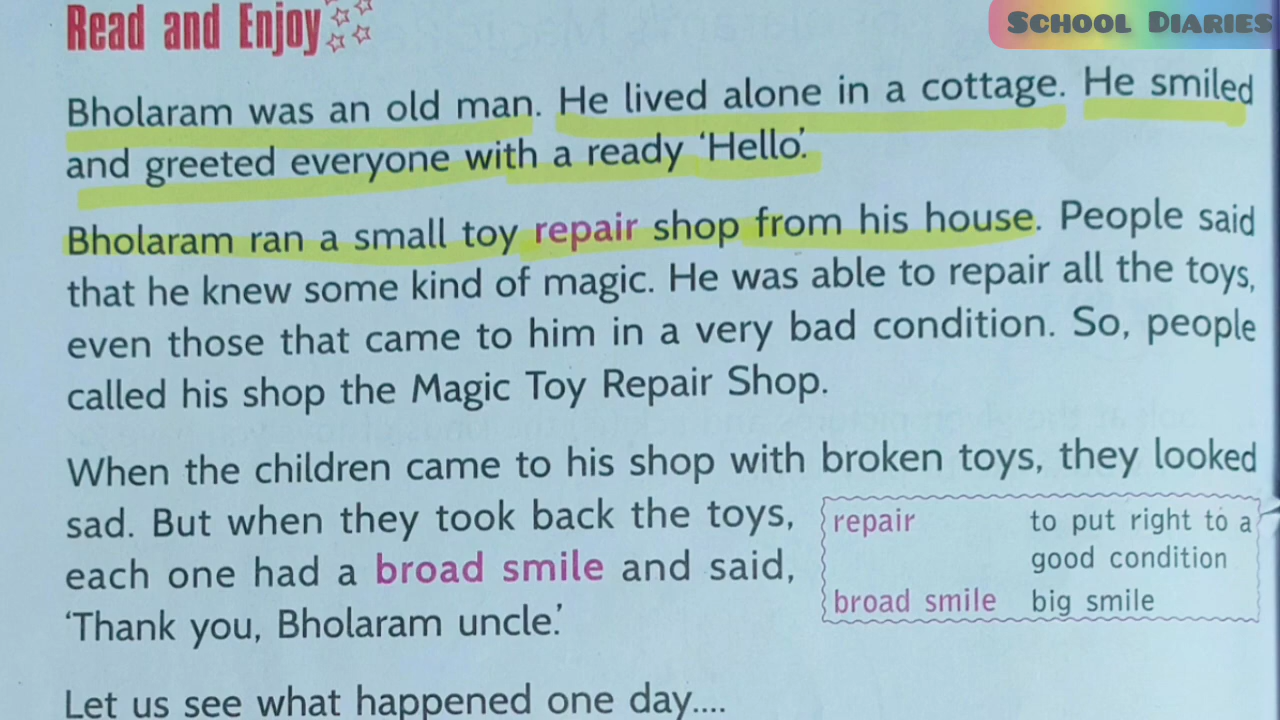 Read and Enjoy
SCHOOL DIARIES
Bholaram was an old man. He lived alone in a cottage. He smiled
and greeted everyone with a ready ‘Hello’.
Bholaram ran a small toy repair shop from his house. People said
that he knew some kind of magic. He was able to repair all the toys,
even those that came to him in a very bad condition. So, people
called his shop the Magic Toy Repair Shop.
When the children came to his shop with broken toys, they looked
sad. But when they took back the toys,
each one had a broad smile and said,
‘Thank you, Bholaram uncle.’
repair to put right to a
good condition
broad smile big smile
Let us see what happened one day....